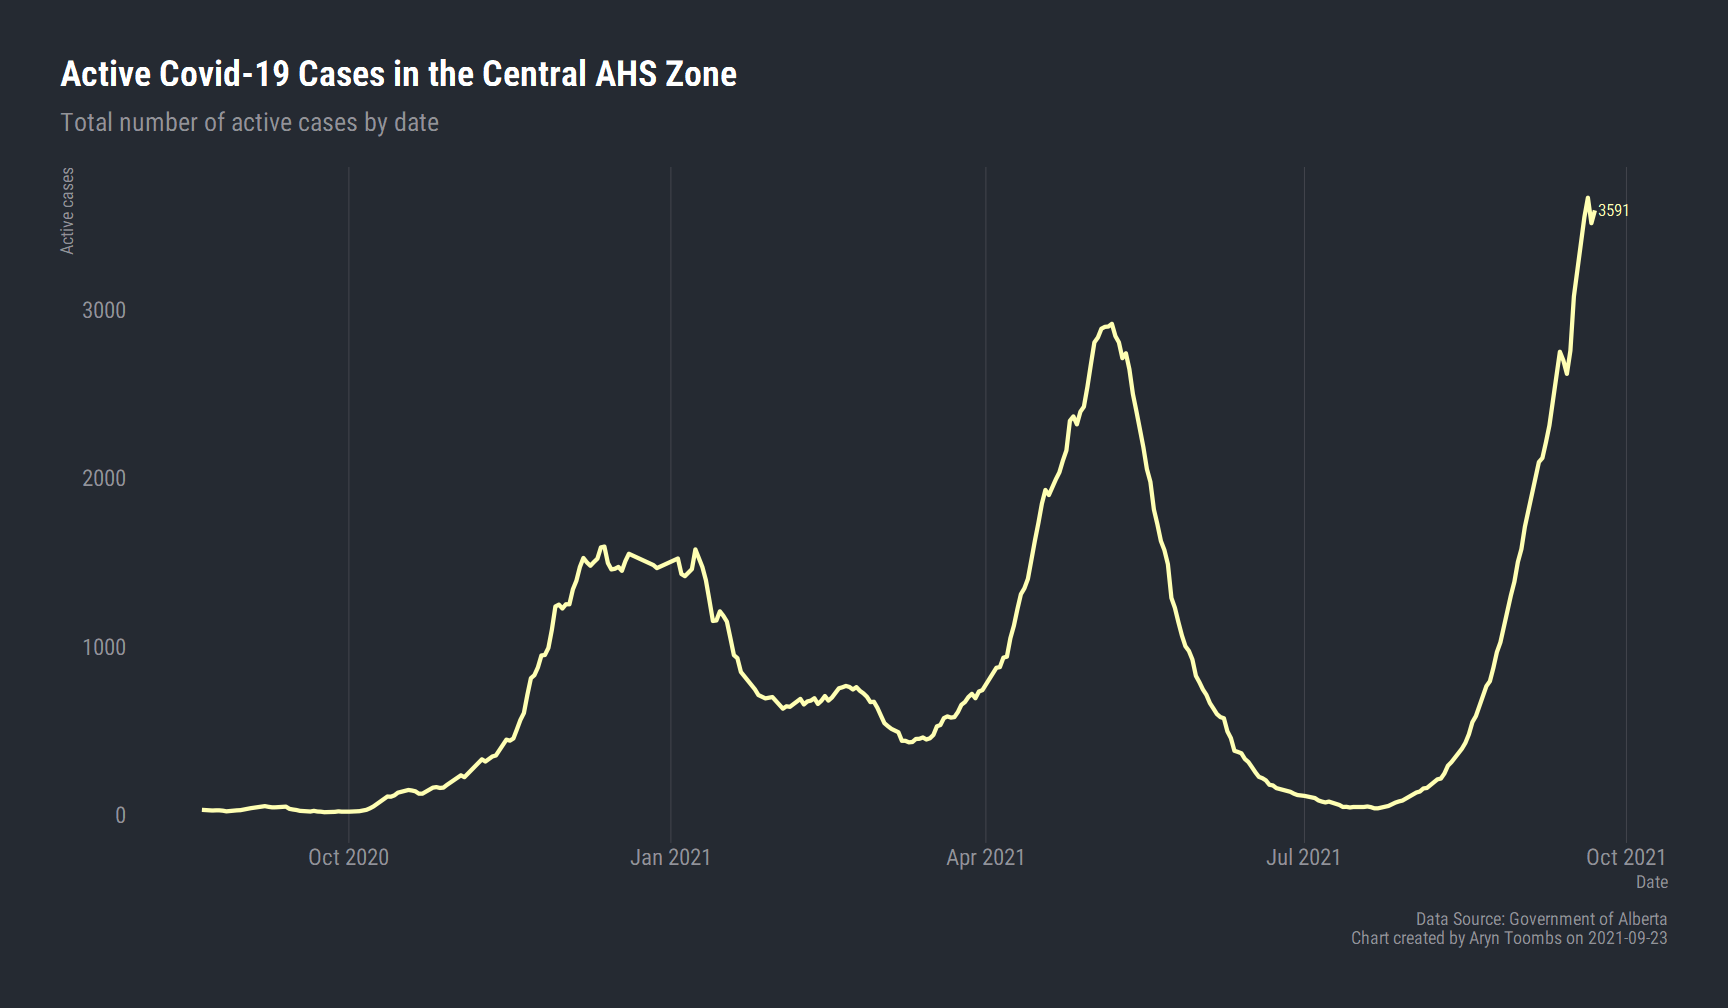 Active Covid-19 Cases in the Central AHS Zone
Total number of active cases by date
Active cases
3591
3000
2000
1000
0
Oct 2020
Jan 2021
Apr 2021
Jul 2021
Oct 2021
Date
Data Source: Government of Alberta
Chart created by Aryn Toombs on 2021-09-23